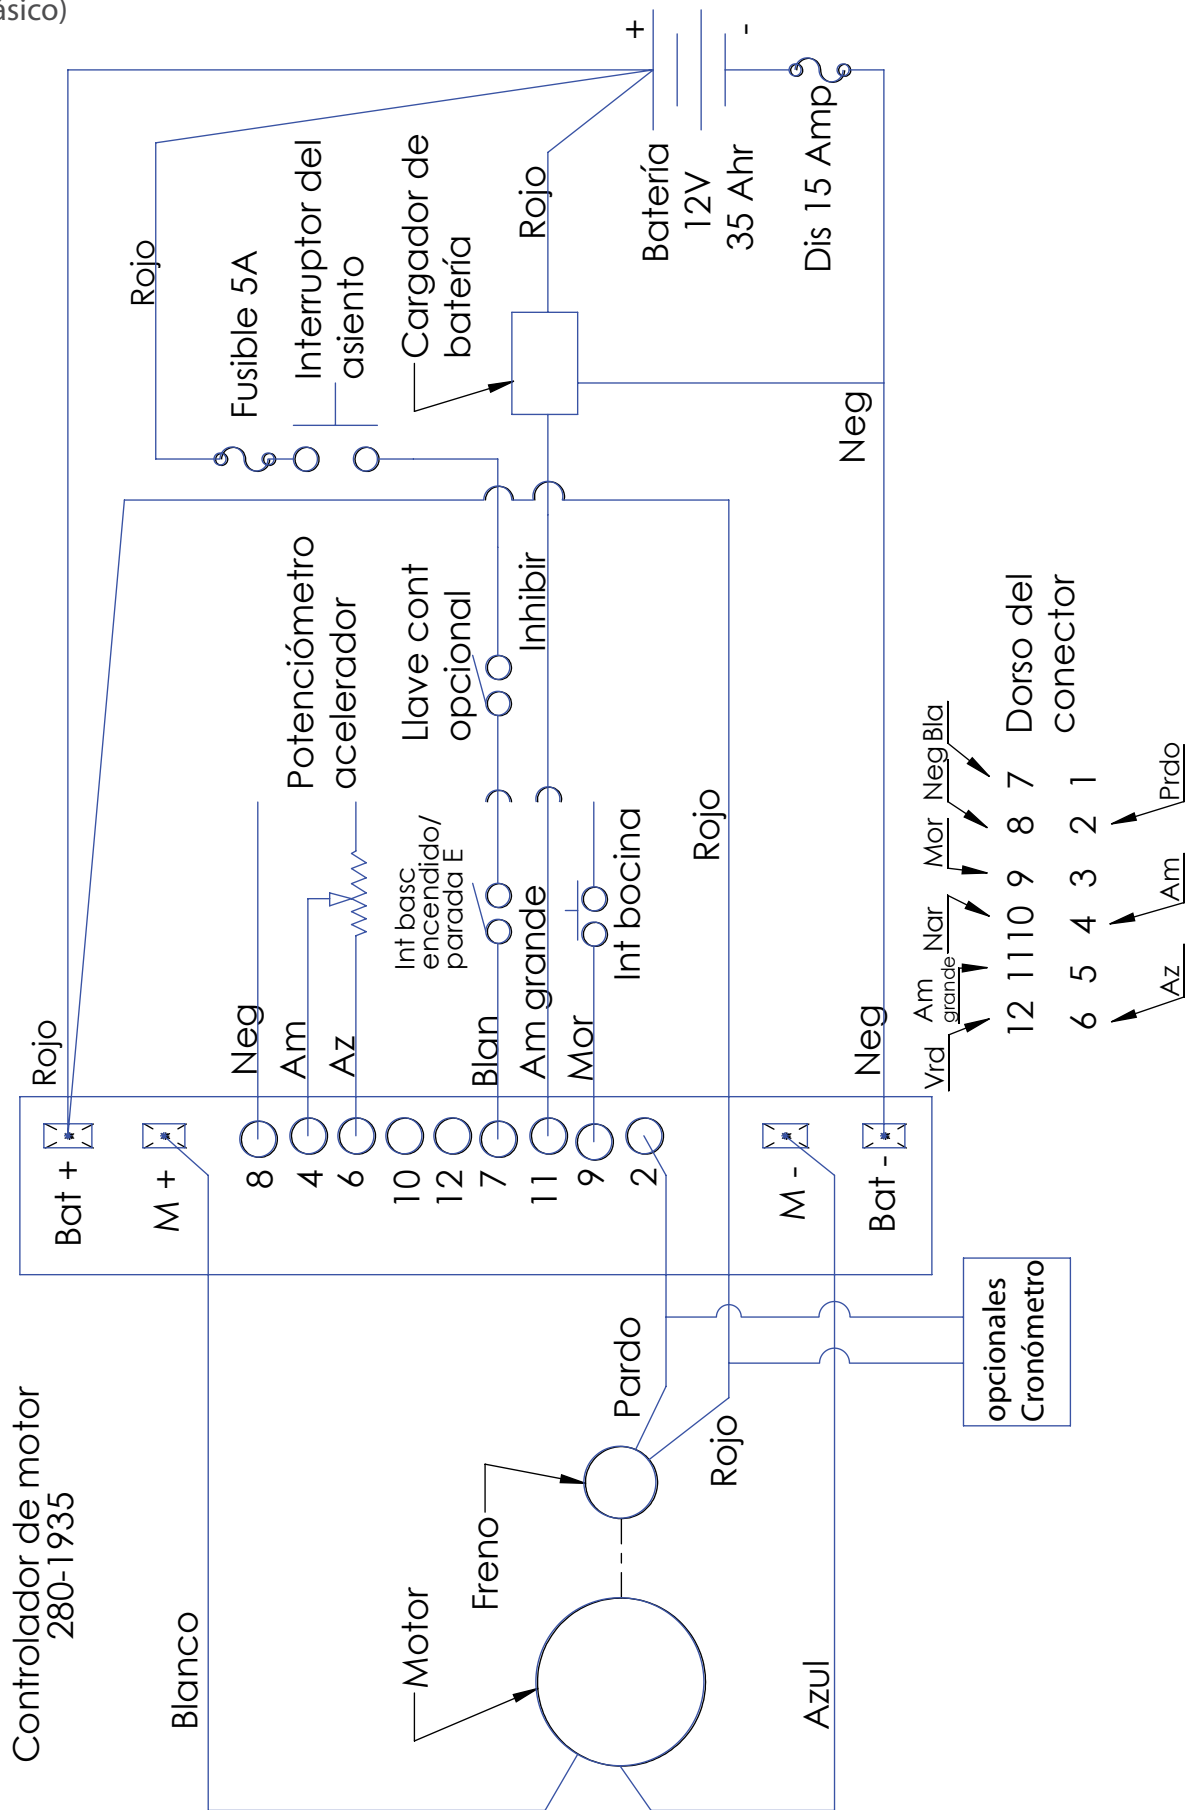 ásico)
Controlador de motor
280-1935
Bat +
M +
8
4
6
10
12
7
11
9
2
M -
Bat -
Rojo
Neg
Am
Az
Blan
Am grande
Mor
Neg
Potenciómetro
acelerador
Int basc
encendido/
parada E
Llave cont
opcional
Inhibir
Int bocina
Rojo
Rojo
Fusible 5A
Interruptor del
asiento
Cargador de
batería
Rojo
Neg
+
-
Batería
12V
35 Ahr
Dis 15 Amp
Blanco
Motor
Freno
Pardo
Rojo
Azul
opcionales
Cronómetro
Vrd
Am
grande
Nar
Mor
Neg
Bla
12 11 10 9 8 7
6 5 4 3 2 1
Az
Am
Prdo
Dorso del
conector